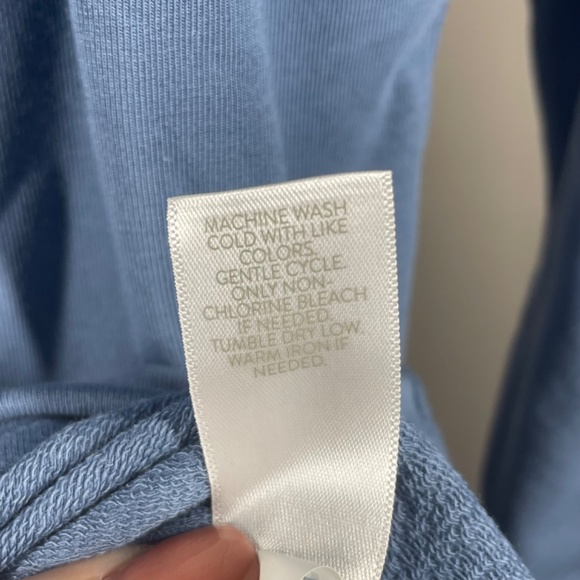 MACHINE WASH
COLD WITH LIKE
COLORS.
GENTLE CYCLE.
ONLY NON-
CHLORINE BLEACH
IF NEEDED.
TUMBLE DRY LOW.
WARM IRON IF
NEEDED.